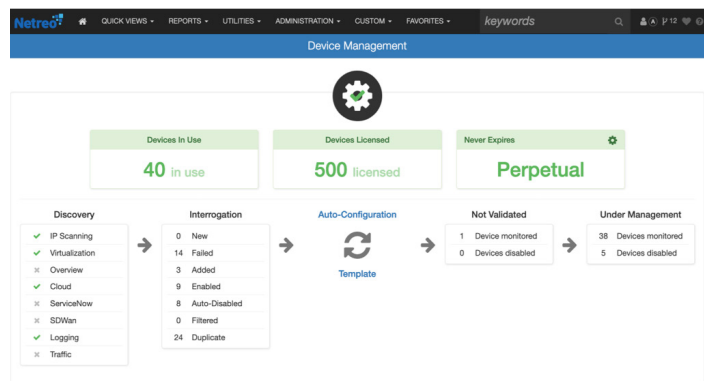 Netreo QUICK VIEWS REPORTS UTILITIES ADMINISTRATION CUSTOM FAVORITES keywords A 12
Device Management
Devices In Use
40 in use
Devices Licensed
500 licensed
Never Expires
Perpetual
Discovery
IP Scanning
Virtualization
Overview
Cloud
ServiceNow
SDWan
Logging
Traffic
Interrogation
0 New
14 Failed
3 Added
9 Enabled
8 Auto-Disabled
0 Filtered
24 Duplicate
Auto-Configuration
Template
Not Validated
1 Device monitored
0 Devices disabled
Under Management
38 Devices monitored
5 Devices disabled